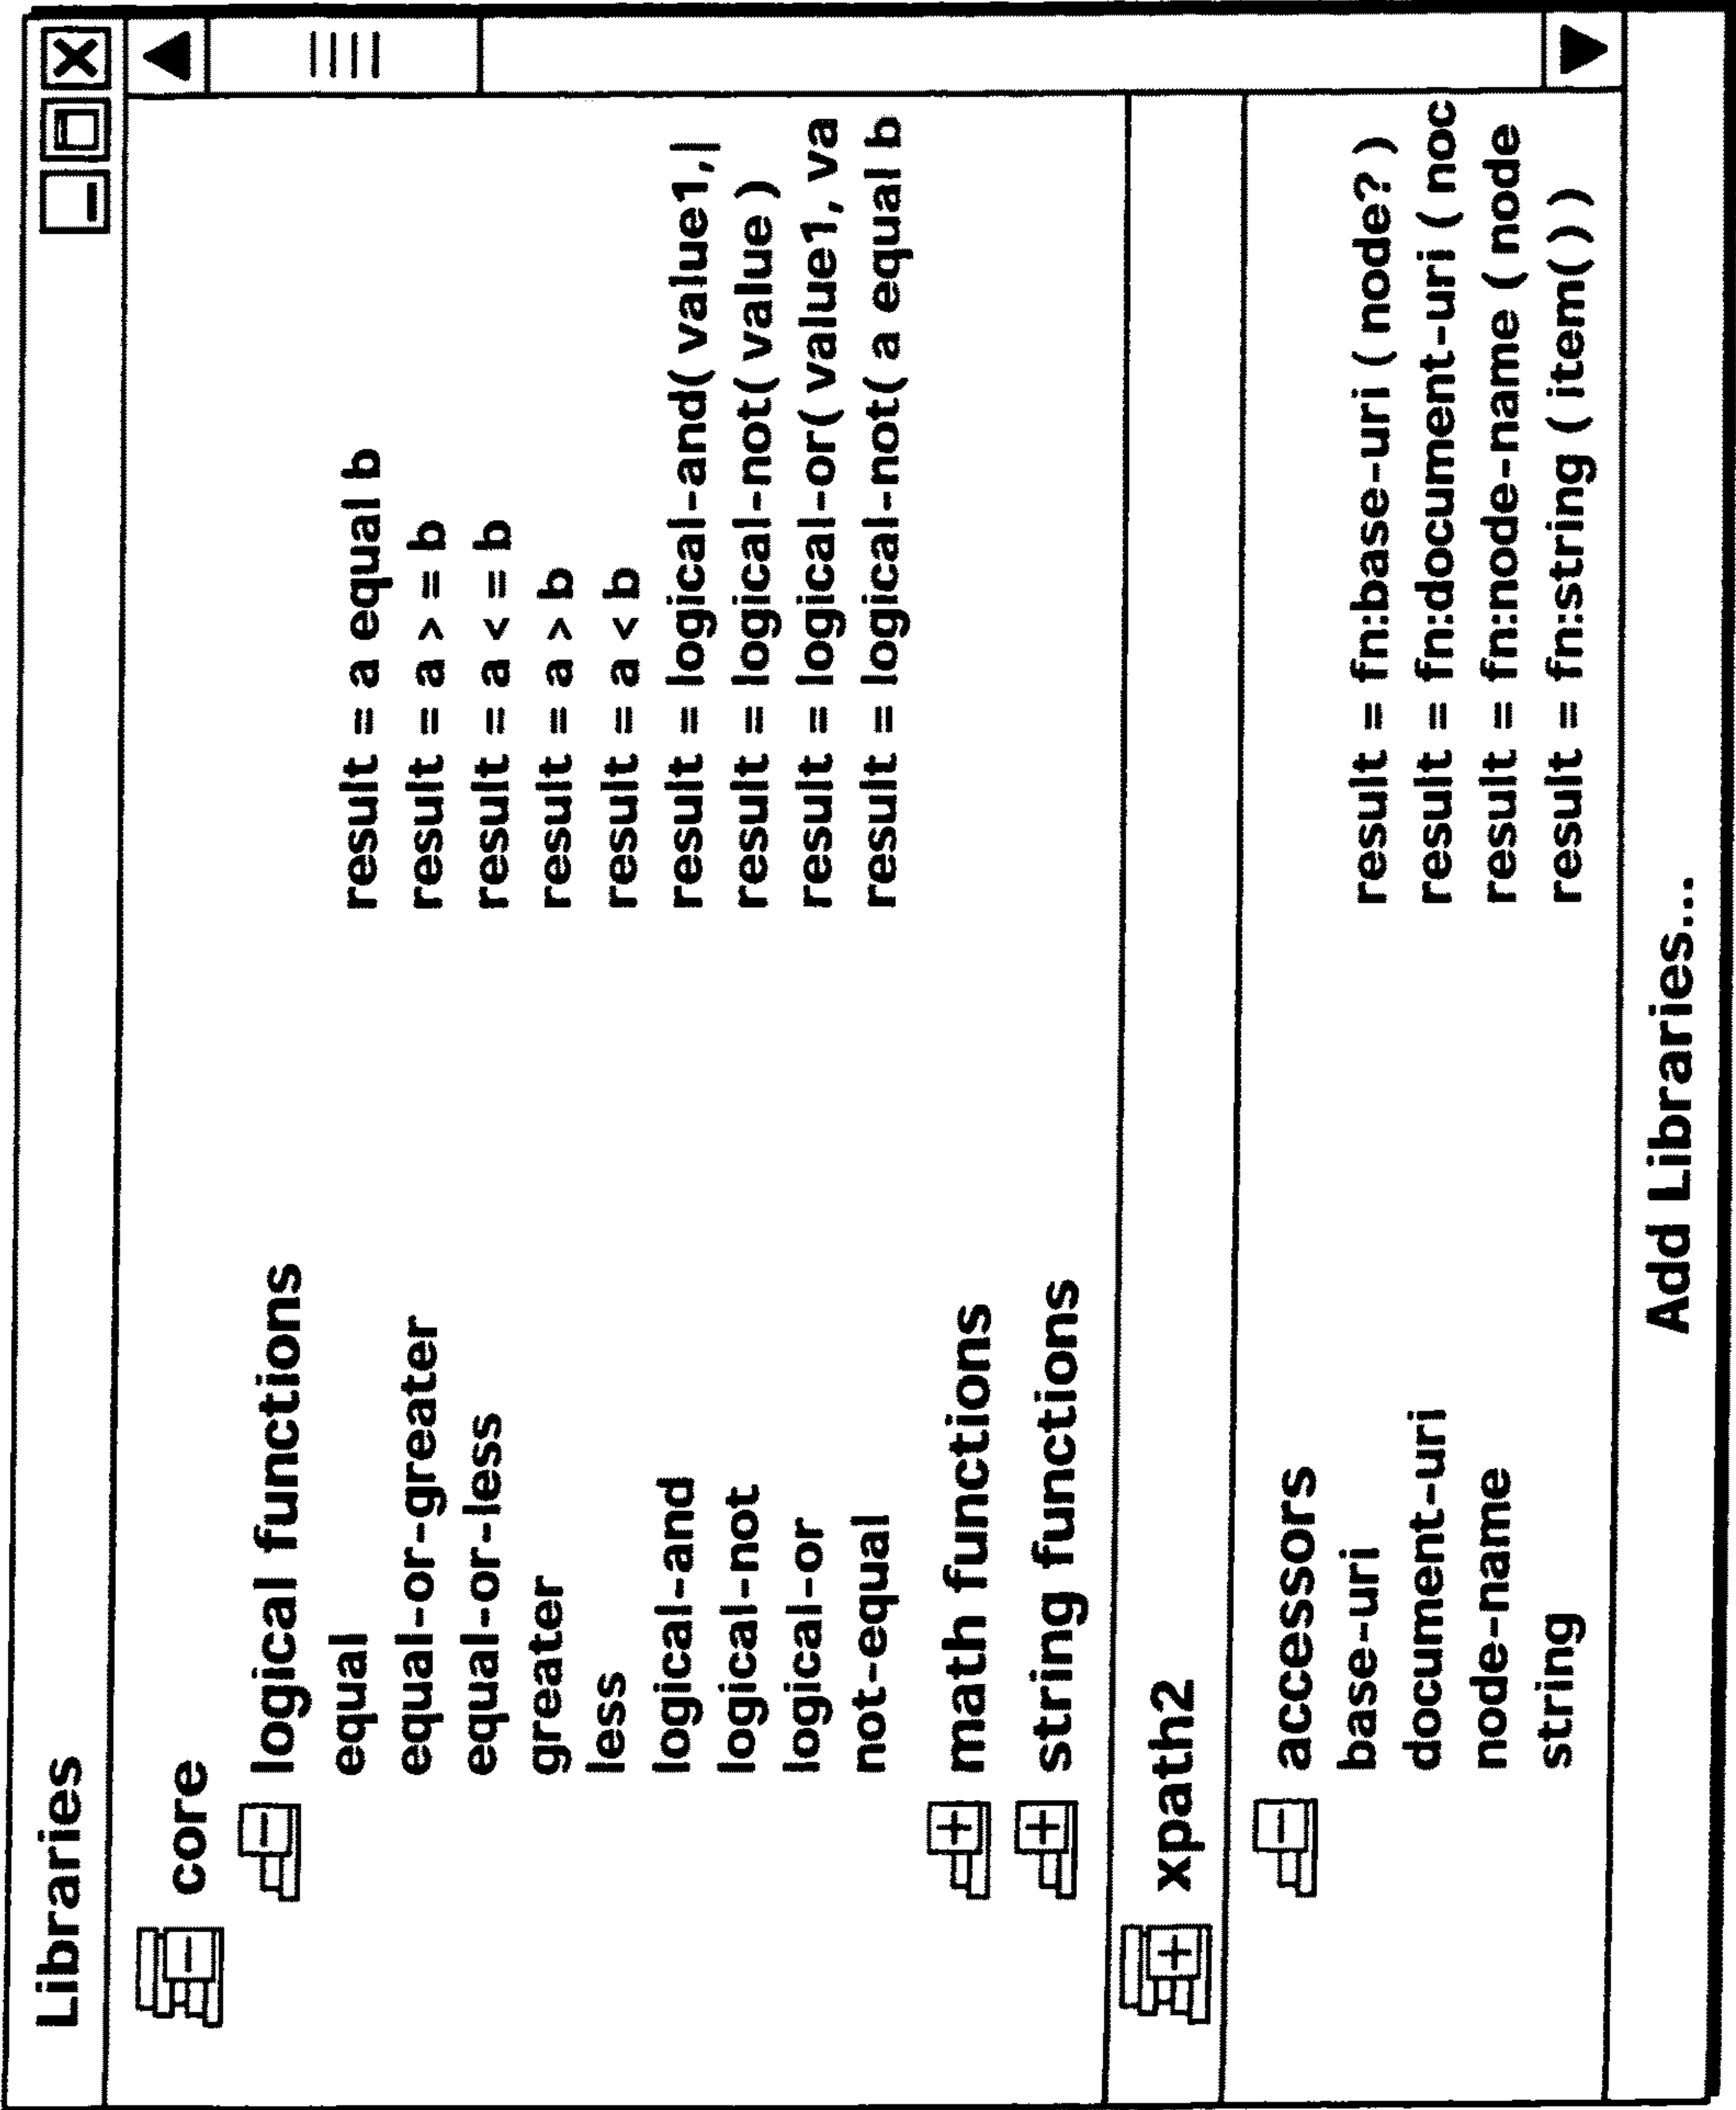 Libraries
core
logical functions
equal result = a equal b
equal-or-greater result = a > = b
equal-or-less result = a < = b
greater result = a > b
less result = a < b
logical-and result = logical-and( value1,|
logical-not result = logical-not( value )
logical-or result = logical-or( value1, va
not-equal result = logical-not( a equal b
math functions
string functions
xpath2
accessors
base-uri result = fn:base-uri ( node? )
document-uri result = fn:document-uri ( noc
node-name result = fn:node-name ( node
string result = fn:string ( item( ) )
Add Libraries...